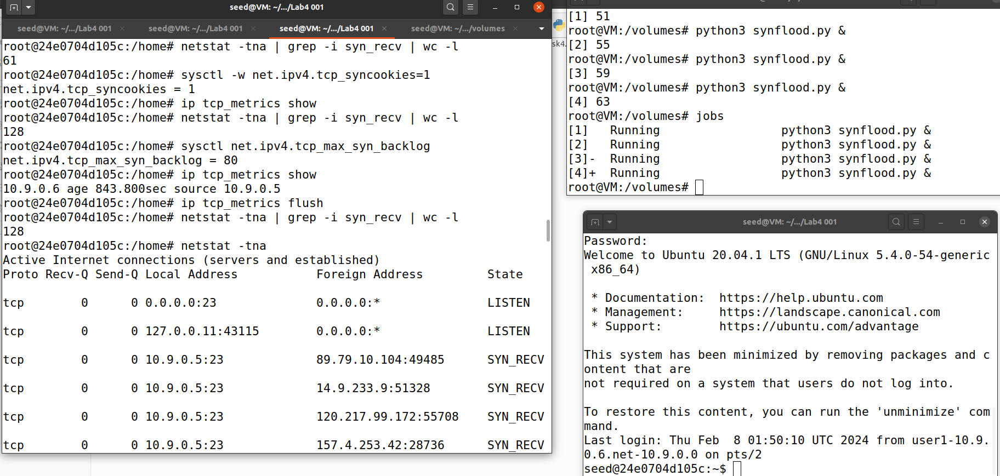 seed@VM: ~/.../Lab4 001
seed@VM: ~/.../Lab4 001 × seed@VM: ~/.../Lab4 001 × seed@VM: ~/.../Lab4 001 × seed@VM: ~/.../volumes ×
root@24e0704d105c:/home# netstat -tna | grep -i syn_recv | wc -l
61
root@24e0704d105c:/home# sysctl -w net.ipv4.tcp_syncookies=1
net.ipv4.tcp_syncookies = 1
root@24e0704d105c:/home# ip tcp_metrics show
root@24e0704d105c:/home# netstat -tna | grep -i syn_recv | wc -l
128
root@24e0704d105c:/home# sysctl net.ipv4.tcp_max_syn_backlog
net.ipv4.tcp_max_syn_backlog = 80
root@24e0704d105c:/home# ip tcp_metrics show
10.9.0.6 age 843.800sec source 10.9.0.5
root@24e0704d105c:/home# ip tcp_metrics flush
root@24e0704d105c:/home# netstat -tna | grep -i syn_recv | wc -l
128
root@24e0704d105c:/home# netstat -tna
Active Internet connections (servers and established)
Proto Recv-Q Send-Q Local Address           Foreign Address         State
tcp        0      0 0.0.0.0:23              0.0.0.0:*               LISTEN
tcp        0      0 127.0.0.11:43115        0.0.0.0:*               LISTEN
tcp        0      0 10.9.0.5:23             89.79.10.104:49485      SYN_RECV
tcp        0      0 10.9.0.5:23             14.9.233.9:51328        SYN_RECV
tcp        0      0 10.9.0.5:23             120.217.99.172:55708    SYN_RECV
tcp        0      0 10.9.0.5:23             157.4.253.42:28736      SYN_RECV
sk4.
[1] 51
root@VM:/volumes# python3 synflood.py &
[2] 55
root@VM:/volumes# python3 synflood.py &
[3] 59
root@VM:/volumes# python3 synflood.py &
[4] 63
root@VM:/volumes# jobs
[1]   Running                 python3 synflood.py &
[2]   Running                 python3 synflood.py &
[3]-  Running                 python3 synflood.py &
[4]+  Running                 python3 synflood.py &
root@VM:/volumes#
seed@VM: ~/.../Lab4 001
Password:
Welcome to Ubuntu 20.04.1 LTS (GNU/Linux 5.4.0-54-generic
 x86_64)
 * Documentation:  https://help.ubuntu.com
 * Management:     https://landscape.canonical.com
 * Support:        https://ubuntu.com/advantage
This system has been minimized by removing packages and c
ontent that are
not required on a system that users do not log into.
To restore this content, you can run the 'unminimize' com
mand.
Last login: Thu Feb  8 01:50:10 UTC 2024 from user1-10.9.
0.6.net-10.9.0.0 on pts/2
seed@24e0704d105c:~$